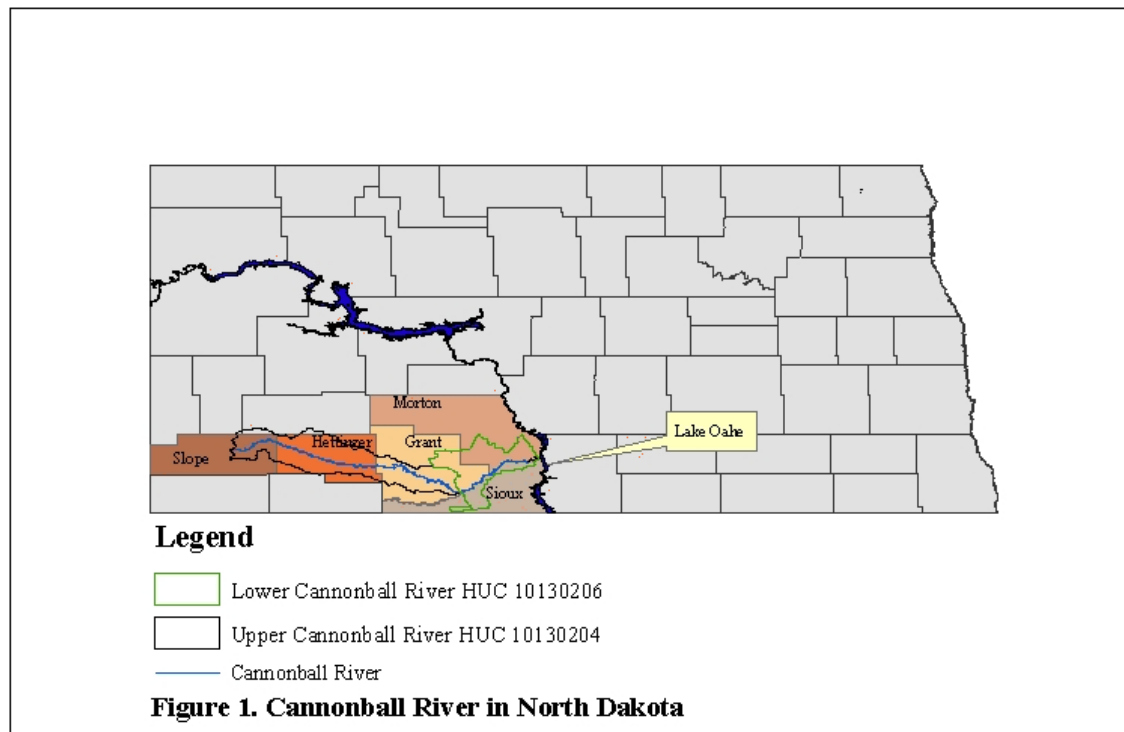 Morton
Lake Oahe
Hettinger
Grant
Slope
Sioux
Legend
Lower Cannonball River HUC 10130206
Upper Cannonball River HUC 10130204
Cannonball River
Figure 1. Cannonball River in North Dakota